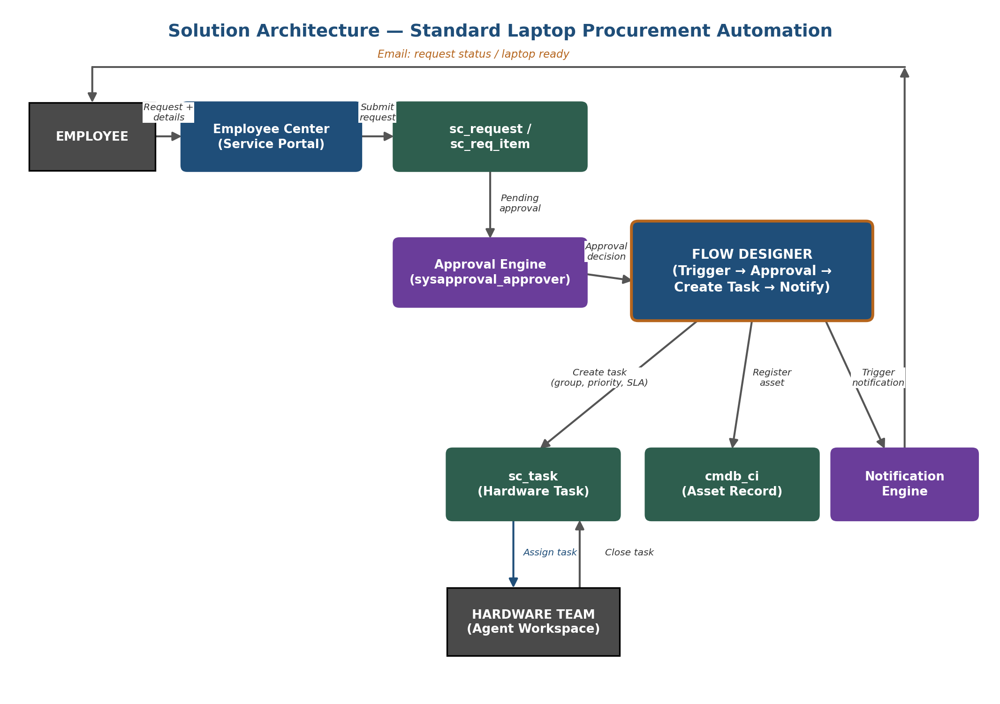 Solution Architecture — Standard Laptop Procurement Automation
Email: request status / laptop ready
EMPLOYEE
Request +
details
Employee Center
(Service Portal)
Submit
request
sc_request /
sc_req_item
Pending
approval
Approval Engine
(sysapproval_approver)
Approval
decision
FLOW DESIGNER
(Trigger → Approval →
Create Task → Notify)
Create task
(group, priority, SLA)
Register
asset
Trigger
notification
sc_task
(Hardware Task)
cmdb_ci
(Asset Record)
Notification
Engine
Assign task
Close task
HARDWARE TEAM
(Agent Workspace)